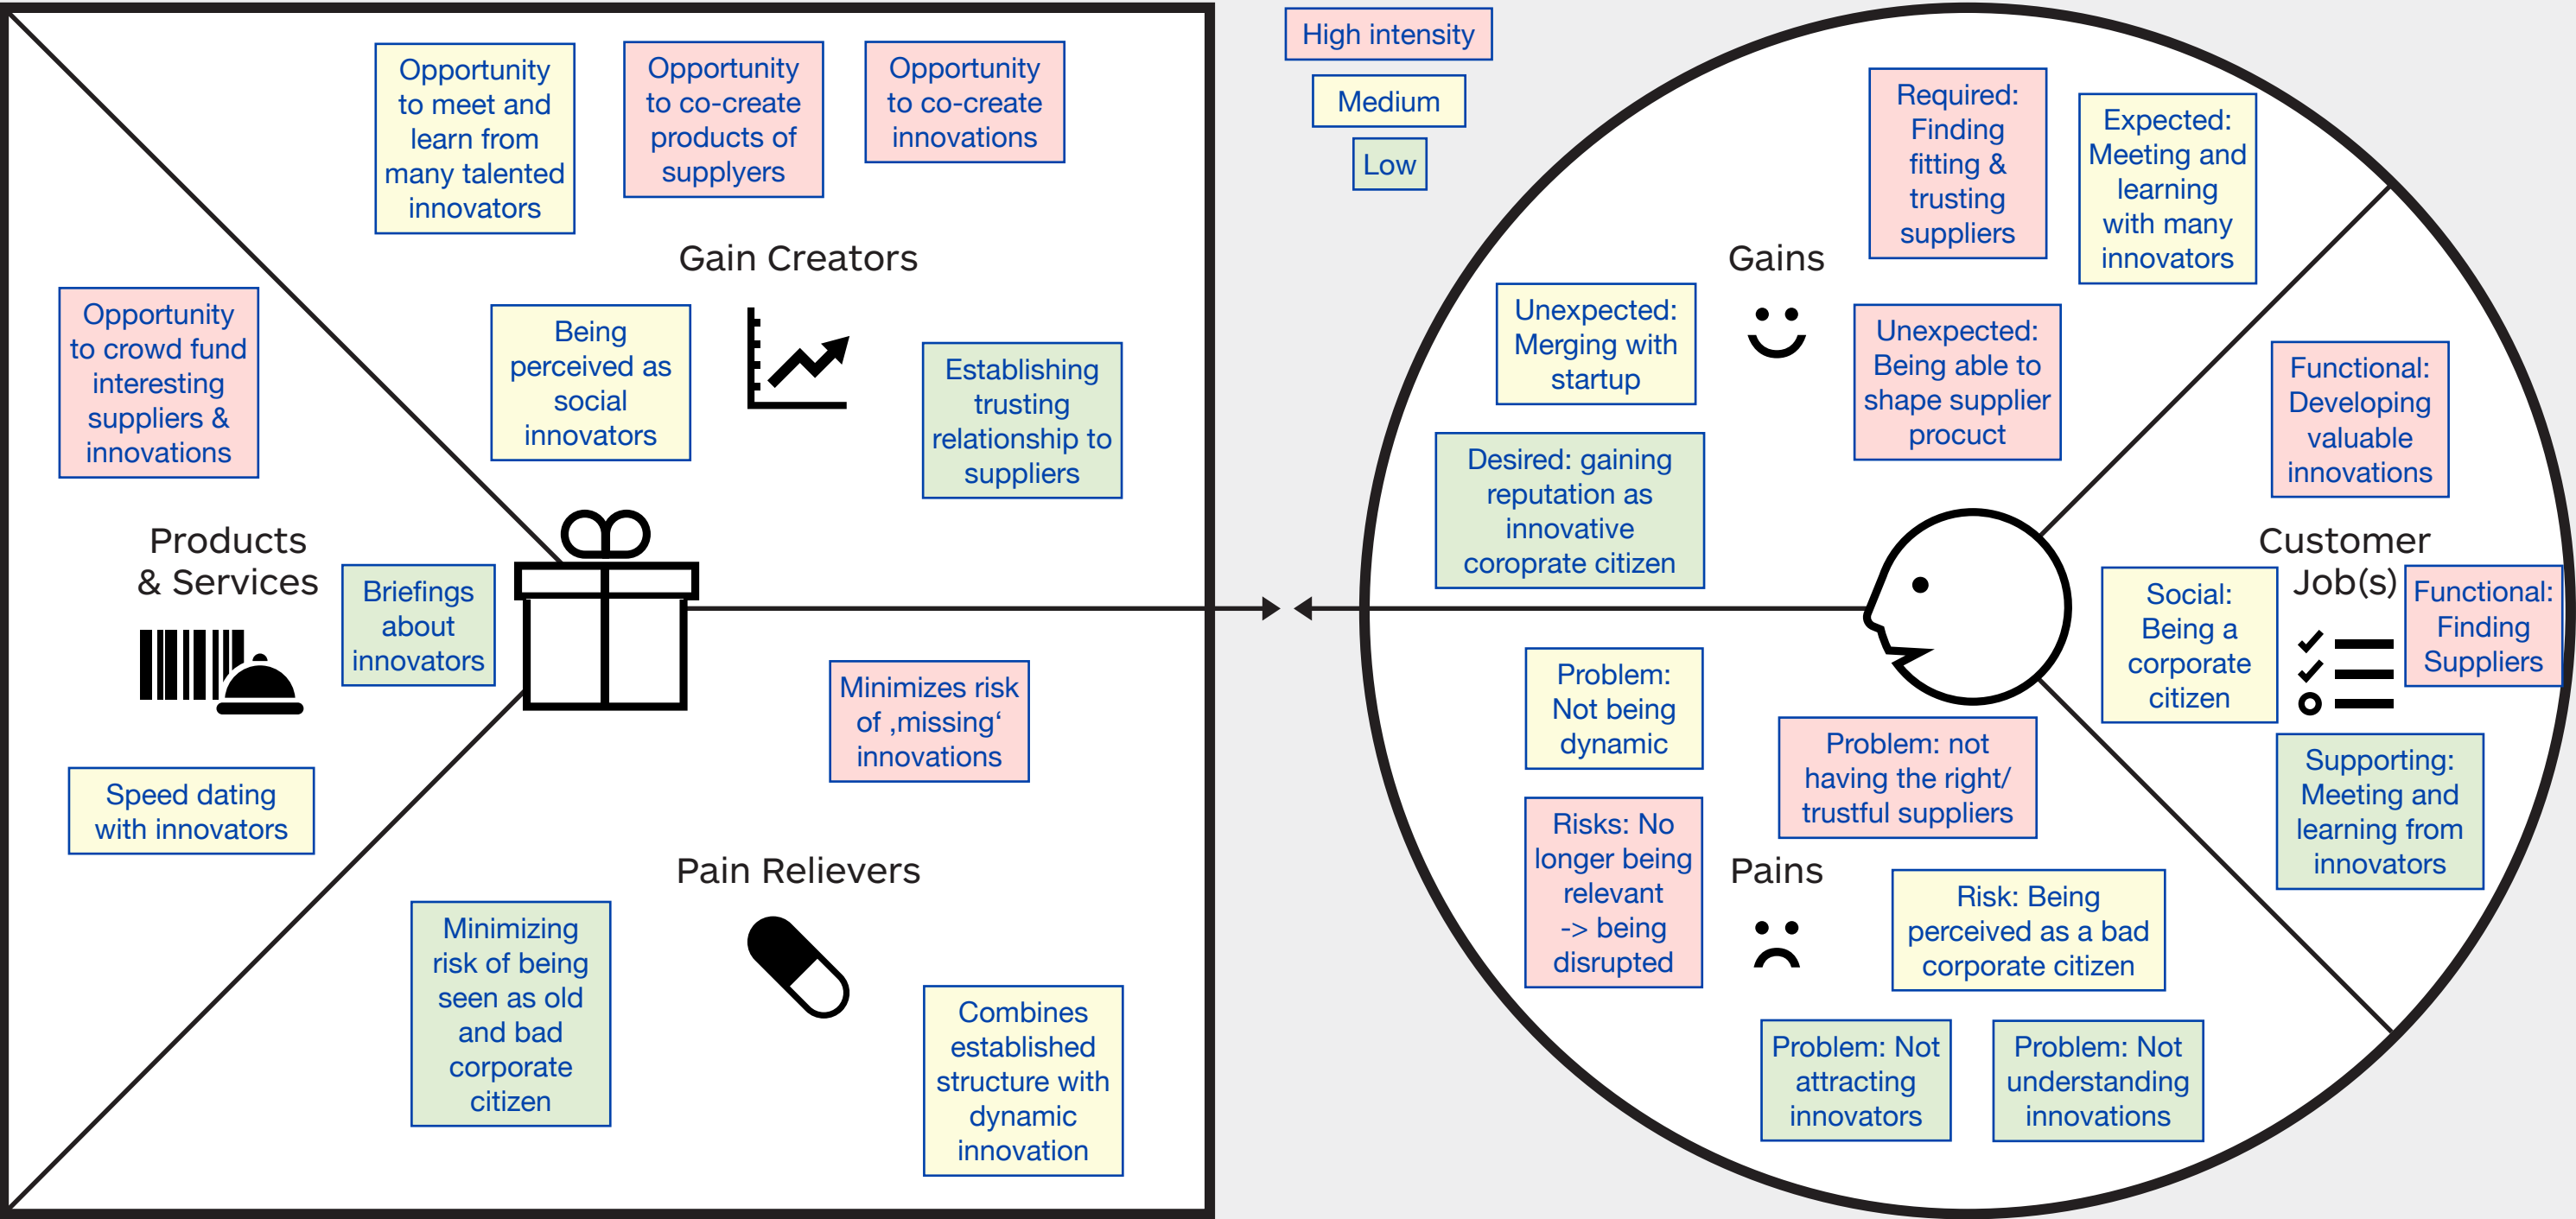 Opportunity
to meet and
learn from
many talented
innovators
Opportunity
to co-create
products of
supplyers
Opportunity
to co-create
innovations
Gain Creators
Being
perceived as
social
innovators
Establishing
trusting
relationship to
suppliers
Opportunity
to crowd fund
interesting
suppliers &
innovations
Products
& Services
Briefings
about
innovators
Speed dating
with innovators
Minimizes risk
of ‚missing‘
innovations
Pain Relievers
Minimizing
risk of being
seen as old
and bad
corporate
citizen
Combines
established
structure with
dynamic
innovation
High intensity
Medium
Low
Required:
Finding
fitting &
trusting
suppliers
Expected:
Meeting and
learning
with many
innovators
Gains
Unexpected:
Merging with
startup
Unexpected:
Being able to
shape supplier
procuct
Desired: gaining
reputation as
innovative
coroprate citizen
Functional:
Developing
valuable
innovations
Customer
Job(s)
Social:
Being a
corporate
citizen
Functional:
Finding
Suppliers
Supporting:
Meeting and
learning from
innovators
Problem:
Not being
dynamic
Problem: not
having the right/
trustful suppliers
Risks: No
longer being
relevant
-> being
disrupted
Pains
Risk: Being
perceived as a bad
corporate citizen
Problem: Not
attracting
innovators
Problem: Not
understanding
innovations